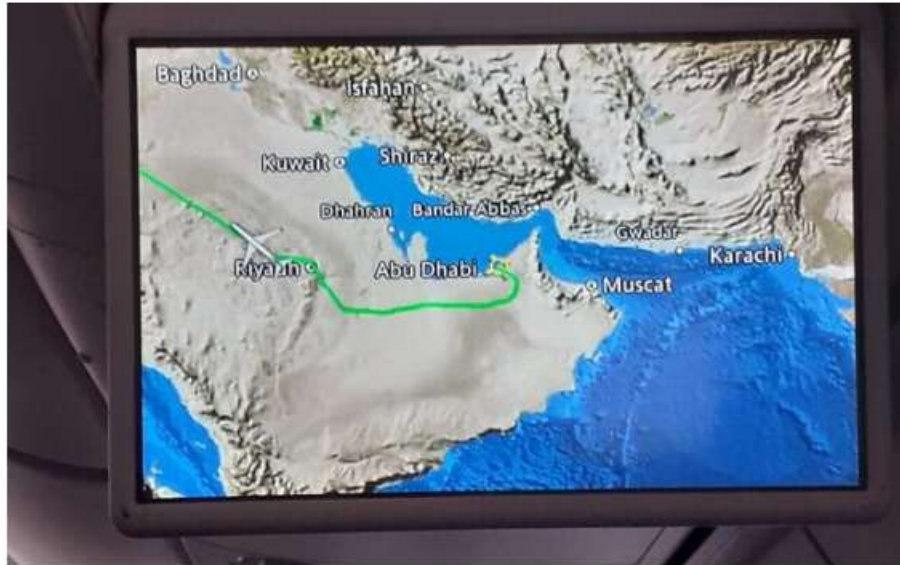 Baghdad
Isfahan
Kuwait
Shiraz
Dhahran
Bandar Abbas
Gwadar
Karachi
Riyadh
Abu Dhabi
Muscat